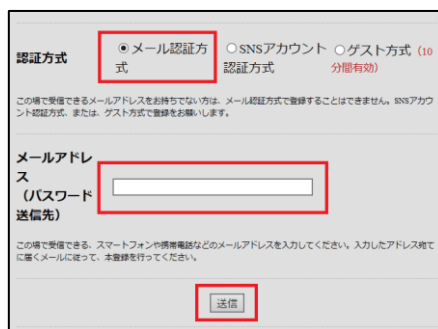 認証方式
◉メール認証方式
○SNSアカウント認証方式
○ゲスト方式（10分間有効）
この場で受信できるメールアドレスをお持ちでない方は、メール認証方式で登録することはできません。SNSアカウ
ント認証方式、または、ゲスト方式で登録をお願いします。
メールアドレ
ス
（パスワード
送信先）
この場で受信できる、スマートフォンや携帯電話などのメールアドレスを入力してください。入力したアドレス宛て
に届くメールに従って、本登録を行ってください。
送信